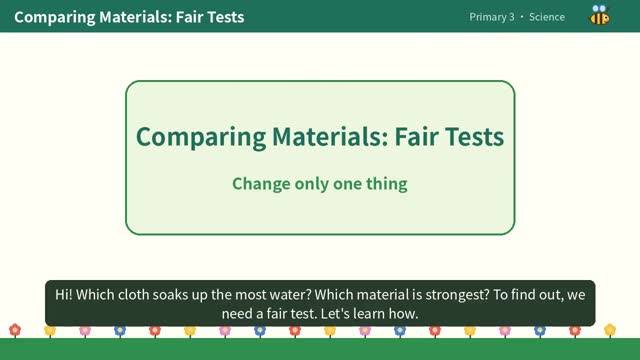 Comparing Materials: Fair Tests
Primary 3 • Science
Comparing Materials: Fair Tests
Change only one thing
Hi! Which cloth soaks up the most water? Which material is strongest? To find out, we
need a fair test. Let's learn how.